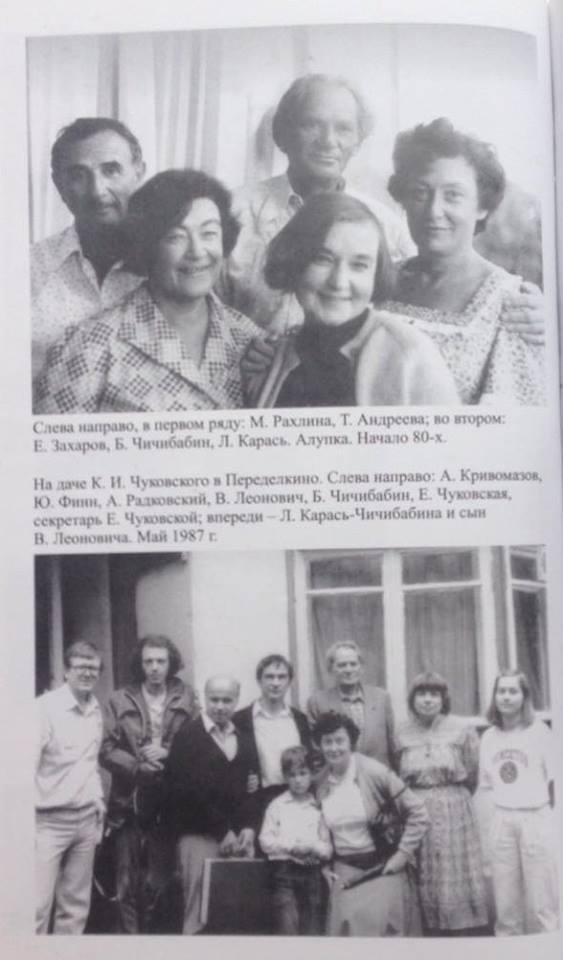 Слева направо, в первом ряду: М. Рахлина, Т. Андреева; во втором:
Е. Захаров, Б. Чичибабин, Л. Карась. Алупка. Начало 80-х.
На даче К. И. Чуковского в Переделкино. Слева направо: А. Кривомазов,
Ю. Финн, А. Радковский, В. Леонович, Б. Чичибабин, Е. Чуковская,
секретарь Е. Чуковской; впереди – Л. Карась-Чичибабина и сын
В. Леоновича. Май 1987 г.